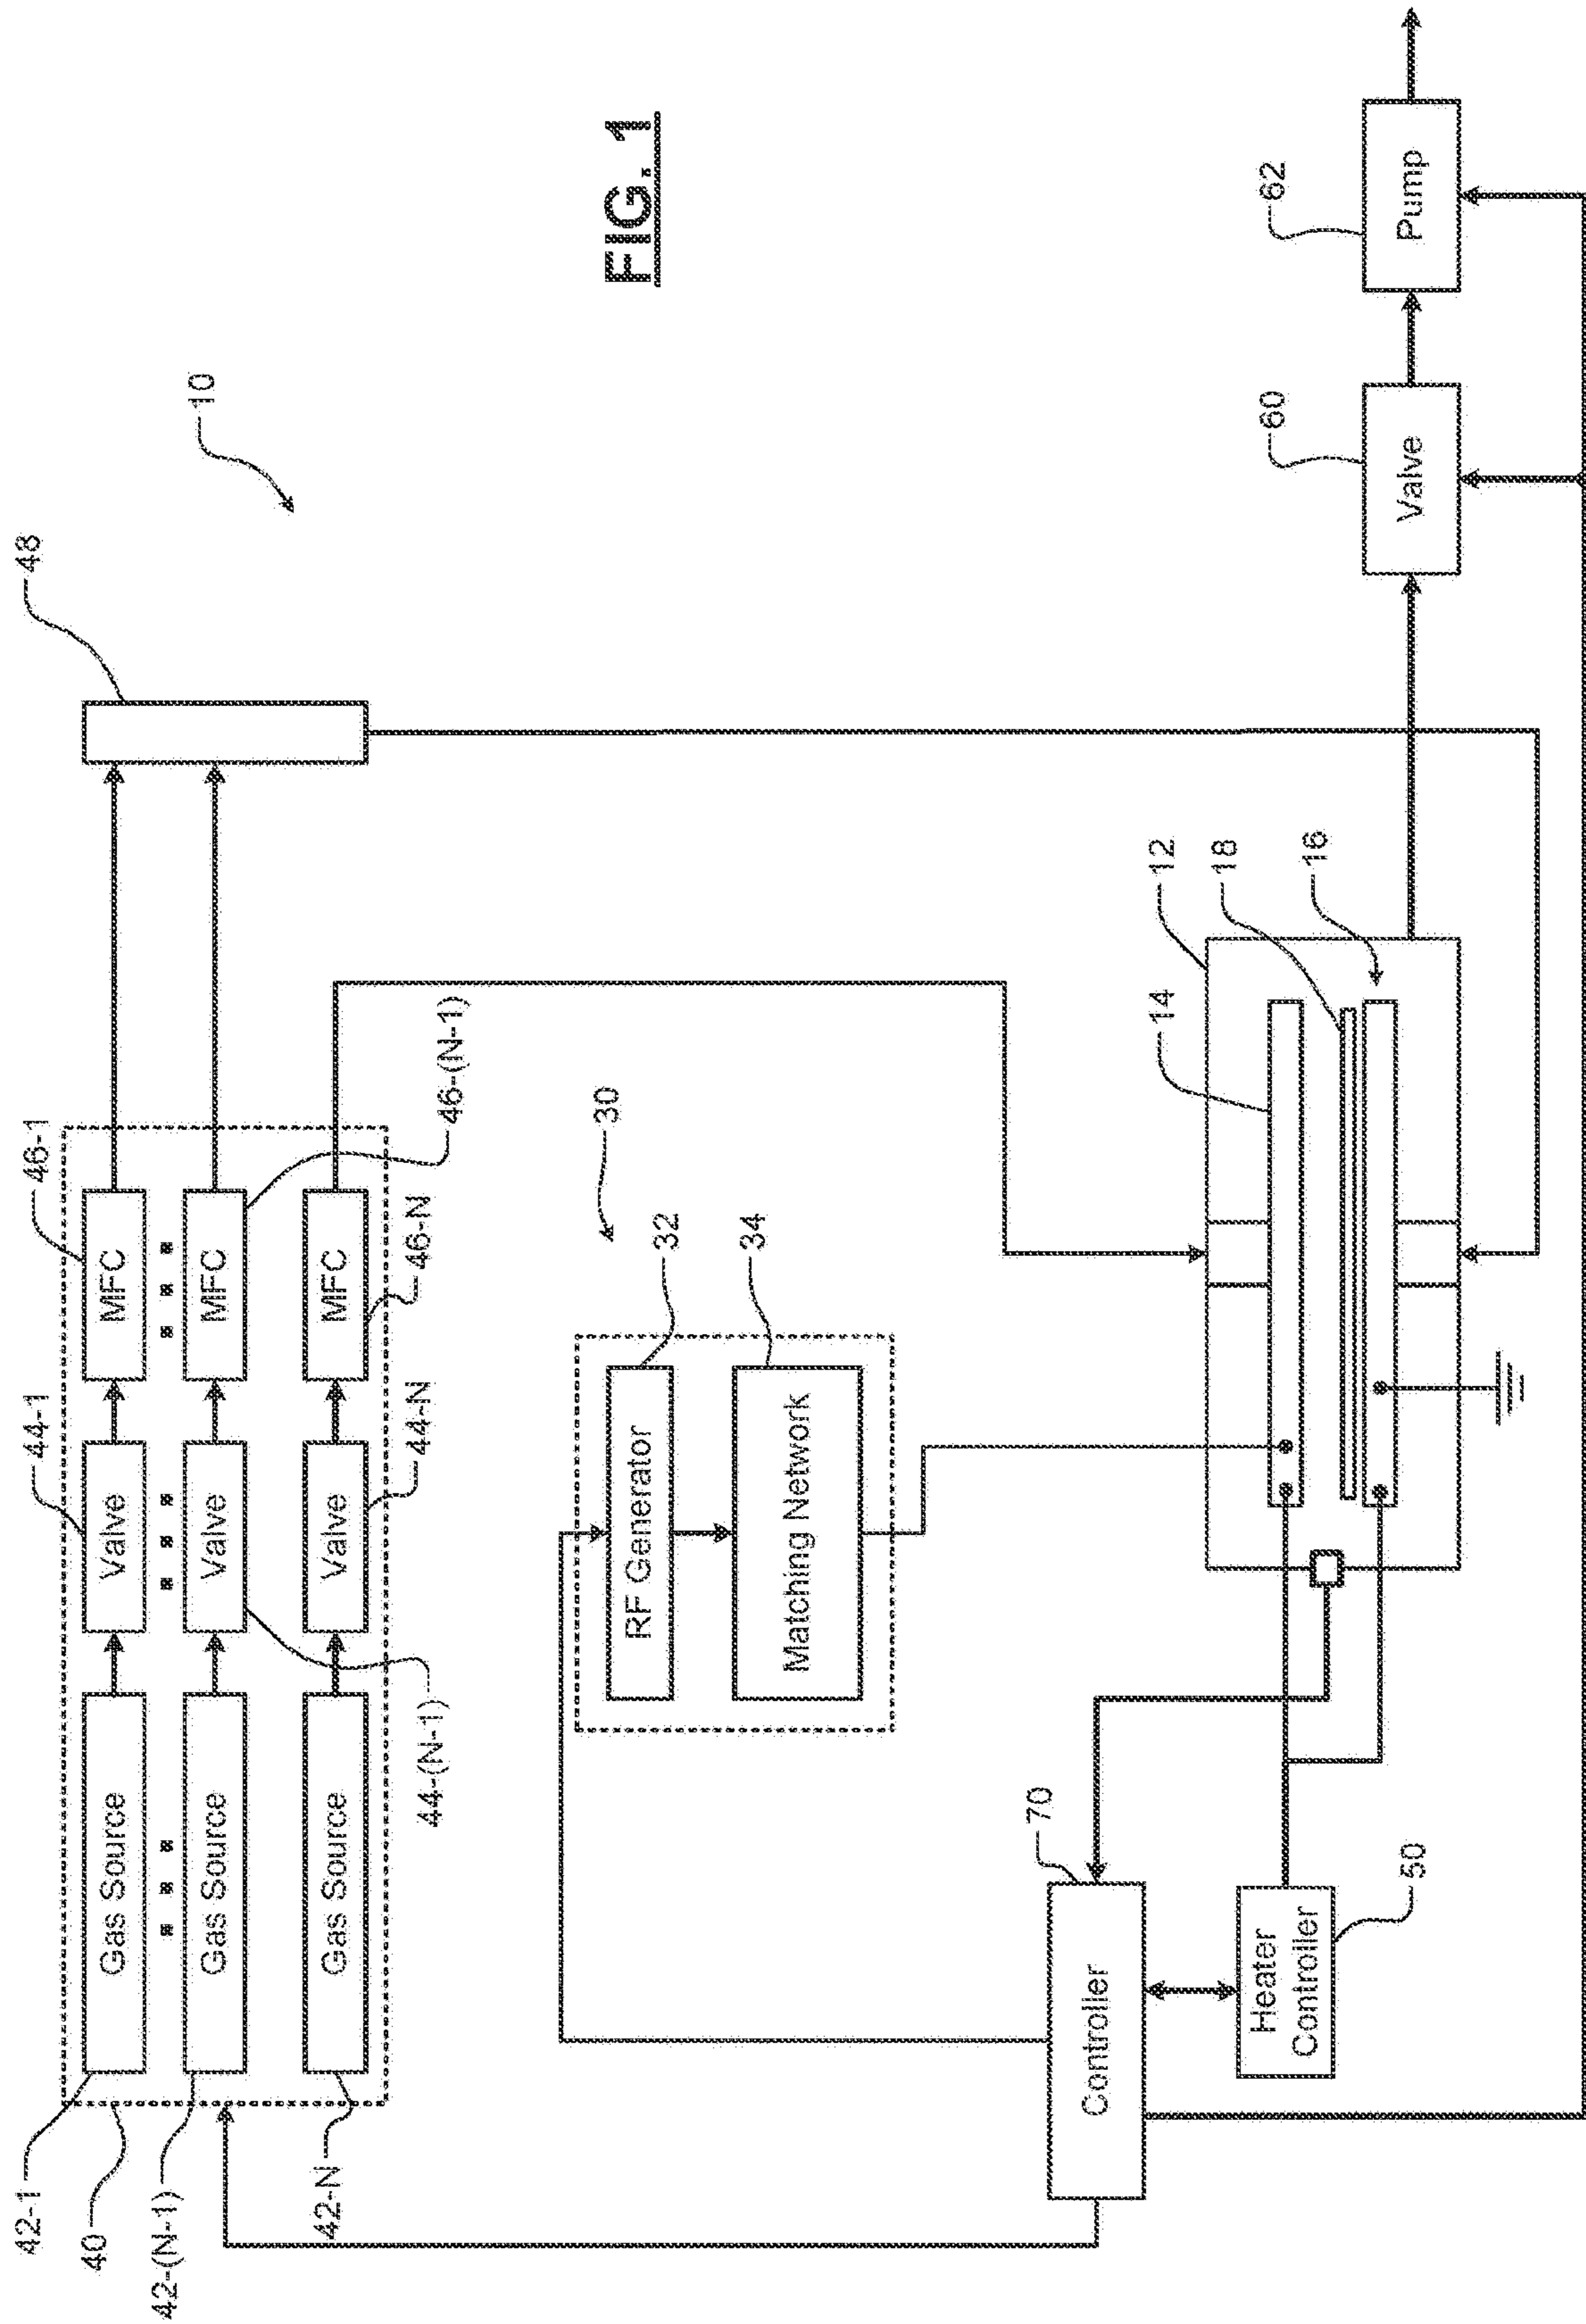 42-1
40
42-(N-1)
42-N
Gas Source
Gas Source
Gas Source
44-1
44-(N-1)
44-N
Valve
Valve
Valve
46-1
46-(N-1)
46-N
MFC
MFC
MFC
48
10
FIG. 1
30
32
RF Generator
34
Matching Network
70
Controller
50
Heater
Controller
14
12
18
16
60
Valve
62
Pump